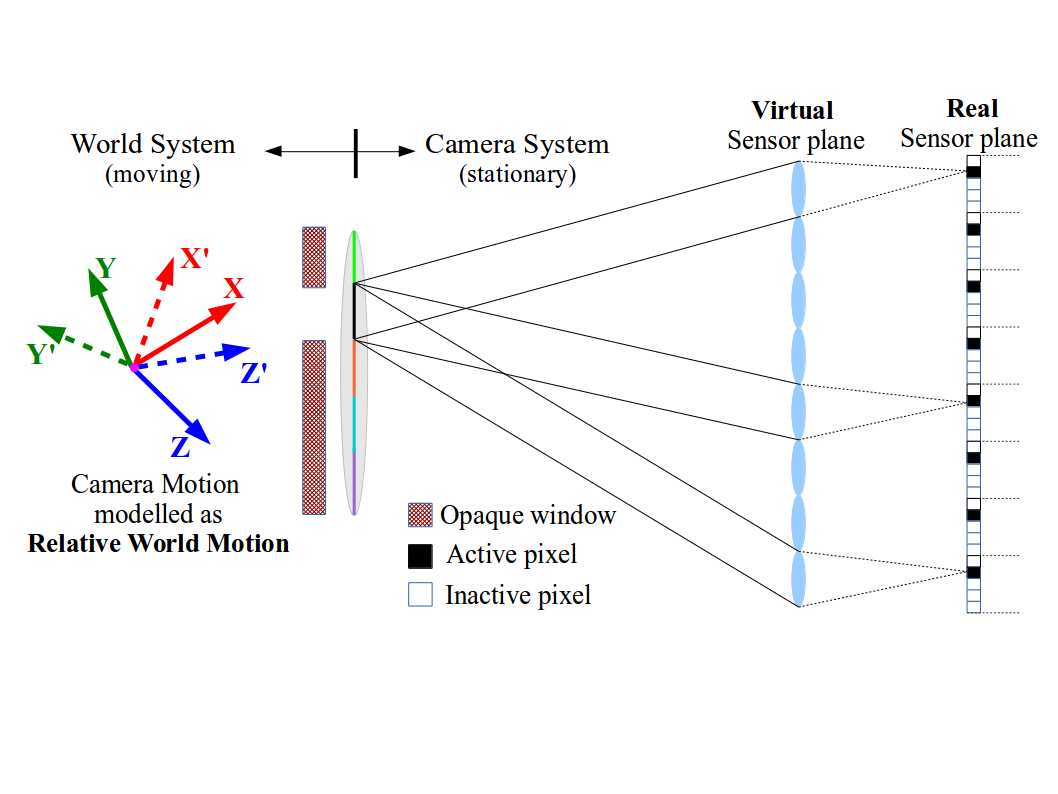 World System
(moving)
Camera System
(stationary)
Virtual
Sensor plane
Real
Sensor plane
Y
X'
X
Y'
Z'
Z
Camera Motion
modelled as
Relative World Motion
Opaque window
Active pixel
Inactive pixel